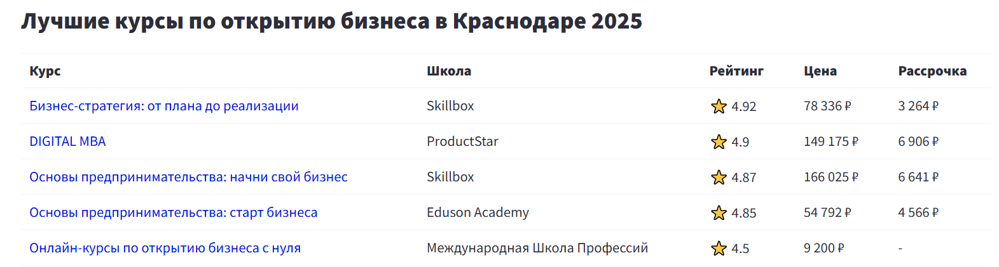 Лучшие курсы по открытию бизнеса в Краснодаре 2025
Курс Школа Рейтинг Цена Рассрочка
Бизнес-стратегия: от плана до реализации Skillbox 4.92 78 336 ₽ 3 264 ₽
DIGITAL MBA ProductStar 4.9 149 175 ₽ 6 906 ₽
Основы предпринимательства: начни свой бизнес Skillbox 4.87 166 025 ₽ 6 641 ₽
Основы предпринимательства: старт бизнеса Eduson Academy 4.85 54 792 ₽ 4 566 ₽
Онлайн-курсы по открытию бизнеса с нуля Международная Школа Профессий 4.5 9 200 ₽ -